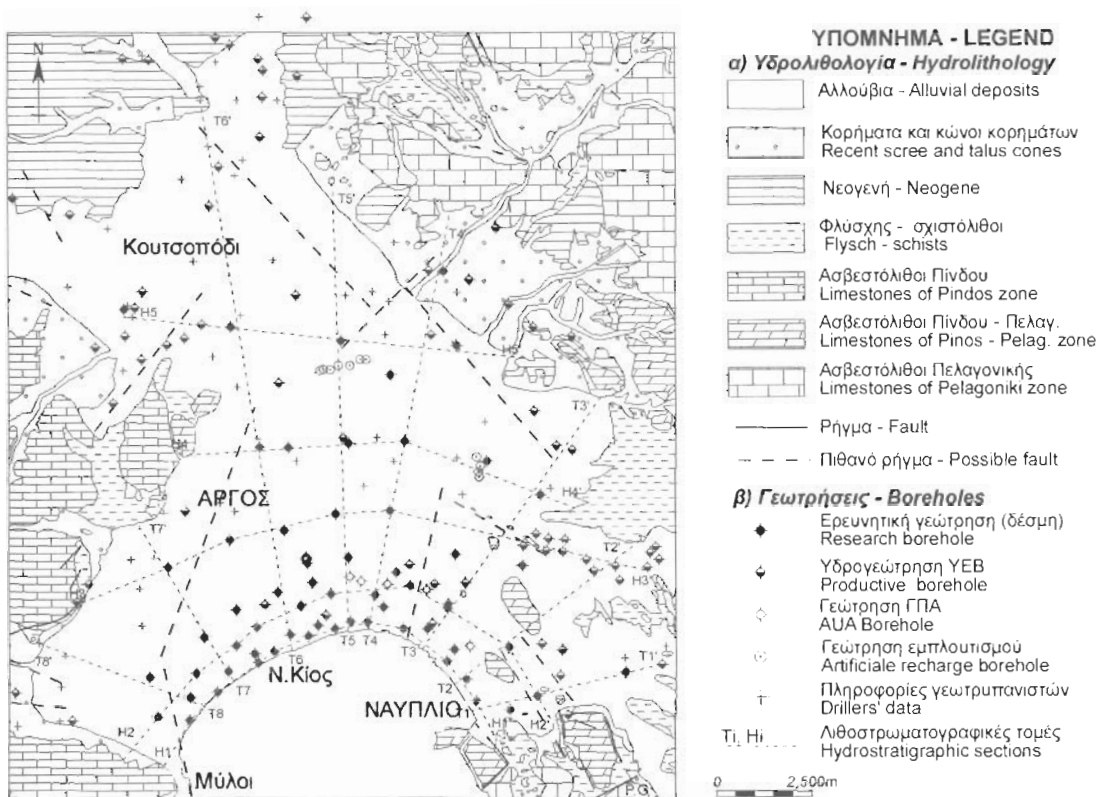 N
T6'
T5'
T4'
Κουτσοπόδι
H5
T3'
ΑΡΓΟΣ
H4'
T7'
T2'
H3'
T8'
T1'
T5 T4
T6
T3
Ν.Κίος
T7
T2
ΝΑΥΠΛΙΟ
T8
H2
H1
H2'
H1'
Μύλοι
P.G.
ΥΠΟΜΝΗΜΑ - LEGEND
α) Υδρολιθολογία - Hydrolithology
Αλλούβια - Alluvial deposits
Κορήματα και κώνοι κορημάτων
Recent scree and talus cones
Νεογενή - Neogene
Φλύσχης - σχιστόλιθοι
Flysch - schists
Ασβεστόλιθοι Πίνδου
Limestones of Pindos zone
Ασβεστόλιθοι Πίνδου - Πελαγ.
Limestones of Pinos - Pelag. zone
Ασβεστόλιθοι Πελαγονικής
Limestones of Pelagoniki zone
Ρήγμα - Fault
Πιθανό ρήγμα - Possible fault
β) Γεωτρήσεις - Boreholes
Ερευνητική γεώτρηση (δέσμη)
Research borehole
Υδρογεώτρηση ΥΕΒ
Productive borehole
Γεώτρηση ΓΠΑ
AUA Borehole
Γεώτρηση εμπλουτισμού
Artificiale recharge borehole
Πληροφορίες γεωτρυπανιστών
Drillers' data
Ti, Hi
Λιθοστρωματογραφικές τομές
Hydrostratigraphic sections
0 2,500m